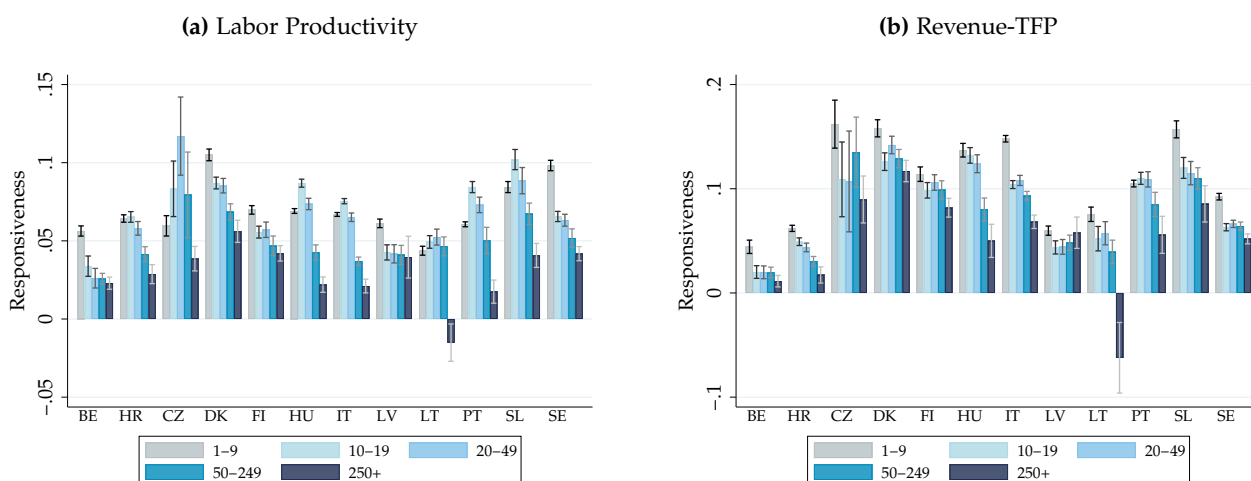 (a) Labor Productivity
Responsiveness
.15
.1
.05
0
-.05
BE HR CZ DK FI HU IT LV LT PT SL SE
1–9 10–19 20–49
50–249 250+
(b) Revenue-TFP
Responsiveness
.2
.1
0
-.1
BE HR CZ DK FI HU IT LV LT PT SL SE
1–9 10–19 20–49
50–249 250+